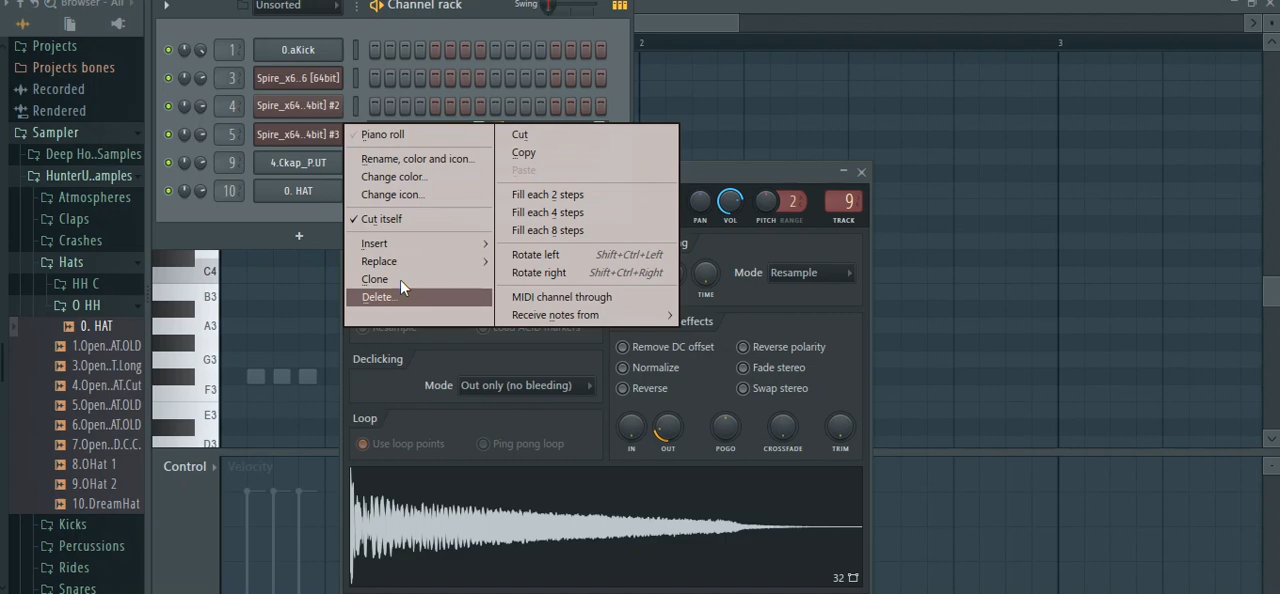 Browser - All
Unsorted
Channel rack
Swing
Projects
Projects bones
Recorded
Rendered
Sampler
Deep Ho..Samples
HunterU..amples
Atmospheres
Claps
Crashes
Hats
HH C
O HH
0. HAT
1.Open..AT.OLD
3.Open...T.Long
4.Open...AT.Cut
5.Open..AT.OLD
6.Open..AT.OLD
7.Open..D.C.C.
8.OHat 1
9.OHat 2
10.DreamHat
Kicks
Percussions
Rides
Snares
1
0.aKick
3
Spire_x6..6 [64bit]
4
Spire_x64..4bit] #2
5
Spire_x64..4bit] #3
9
4.Ckap_P.UT
10
0. HAT
+
Piano roll
Rename, color and icon...
Change color...
Change icon...
Cut itself
Insert
Replace
Clone
Delete...
Cut
Copy
Paste
Fill each 2 steps
Fill each 4 steps
Fill each 8 steps
Rotate left Shift+Ctrl+Left
Rotate right Shift+Ctrl+Right
MIDI channel through
Receive notes from
2
3
PAN
VOL
PITCH
2
RANGE
9
TRACK
TIME
Mode Resample
Resample
Load ACID markers
Declicking
Mode Out only (no bleeding)
Loop
Use loop points
Ping pong loop
effects
Remove DC offset
Reverse polarity
Normalize
Fade stereo
Reverse
Swap stereo
IN
OUT
POGO
CROSSFADE
TRIM
32
C4
B3
A3
G3
F3
E3
D3
Control
Velocity